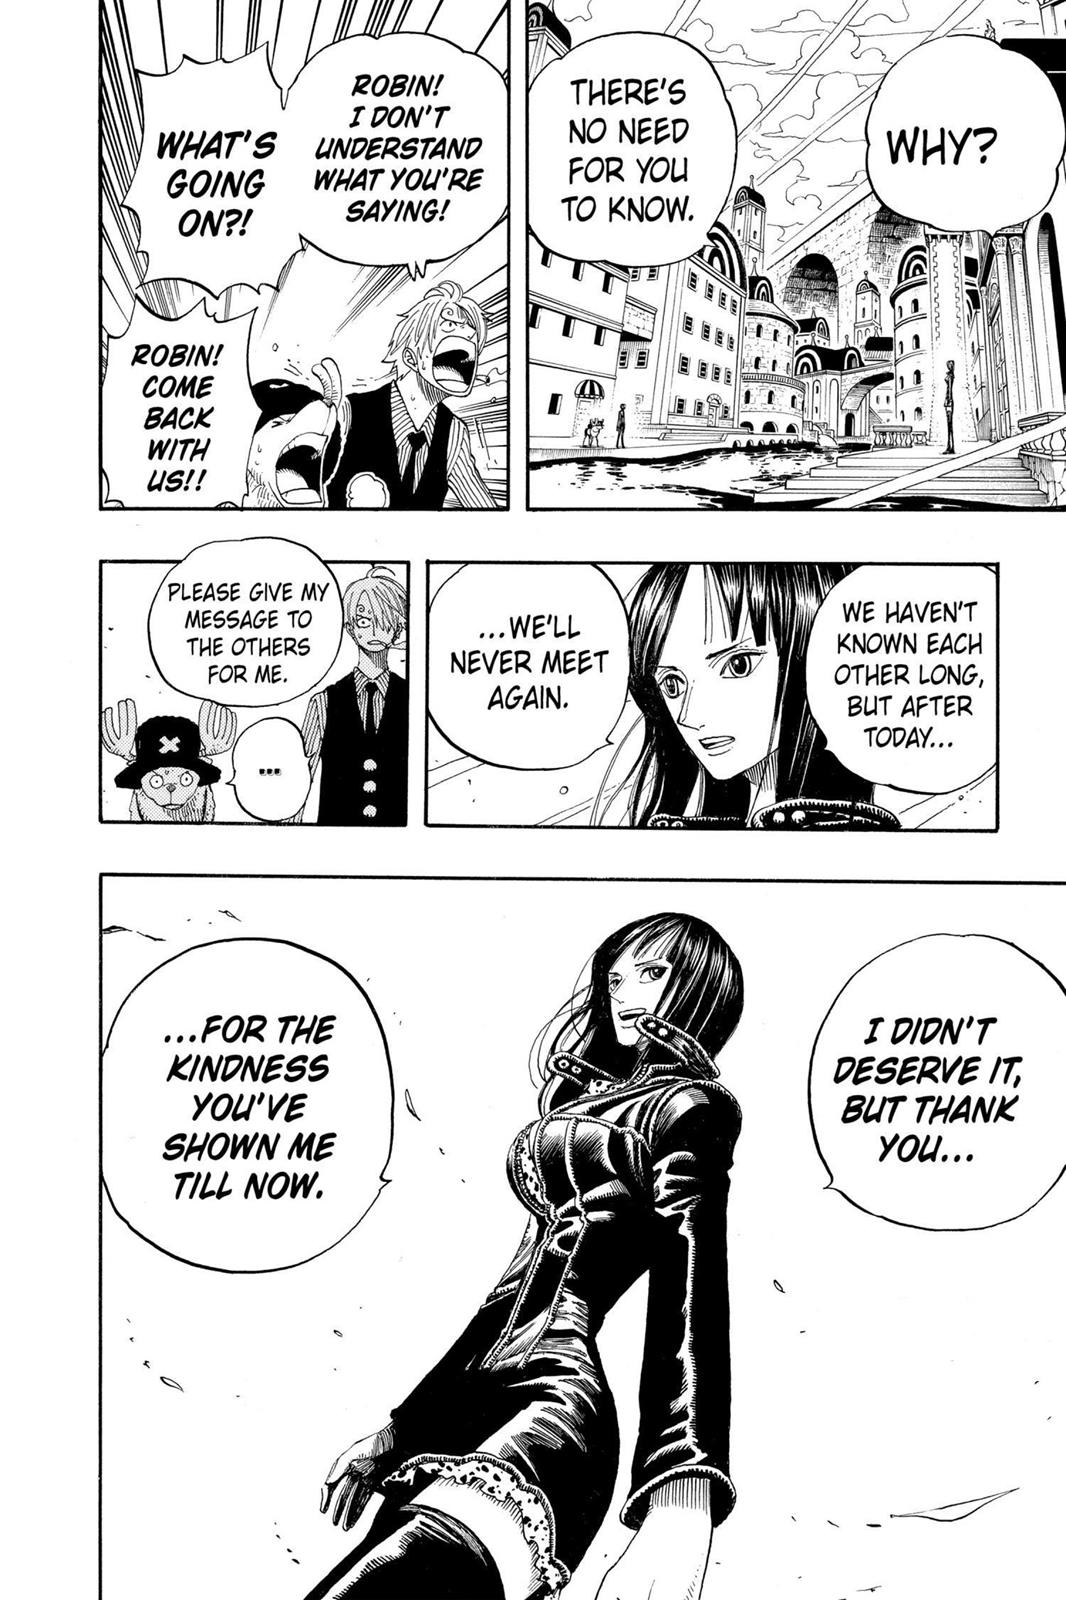 WHY?
THERE'S
NO NEED
FOR YOU
TO KNOW.
ROBIN!
I DON'T
UNDERSTAND
WHAT YOU'RE
SAYING!
WHAT'S
GOING
ON?!
ROBIN!
COME
BACK
WITH
US!!
WE HAVEN'T
KNOWN EACH
OTHER LONG,
BUT AFTER
TODAY...
...WE'LL
NEVER MEET
AGAIN.
PLEASE GIVE MY
MESSAGE TO
THE OTHERS
FOR ME.
...
I DIDN'T
DESERVE IT,
BUT THANK
YOU...
...FOR THE
KINDNESS
YOU'VE
SHOWN ME
TILL NOW.